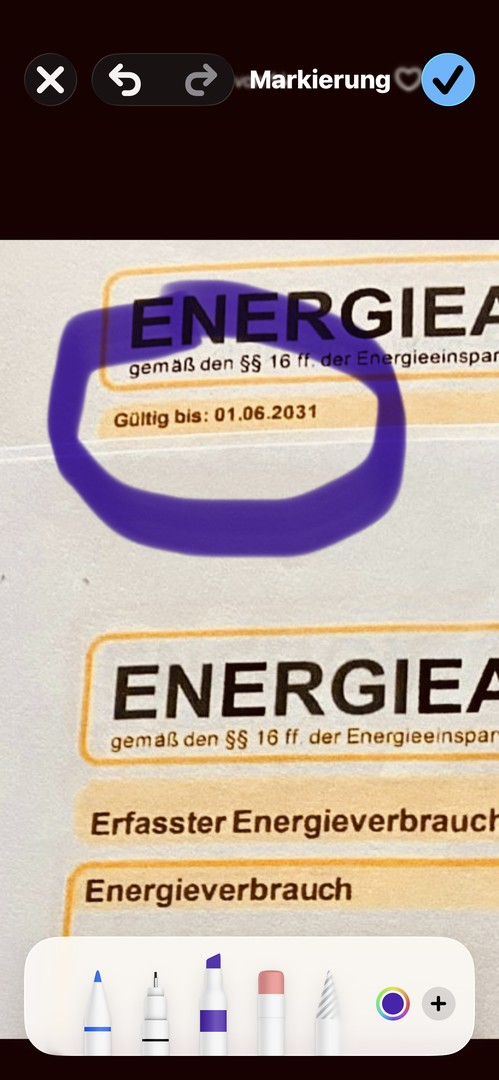 Markierung
ENERGIEA
gemäß den §§ 16 ff. der Energieeinspar
Gültig bis: 01.06.2031
ENERGIEA
gemäß den §§ 16 ff. der Energieeinspar
Erfasster Energieverbrauch
Energieverbrauch